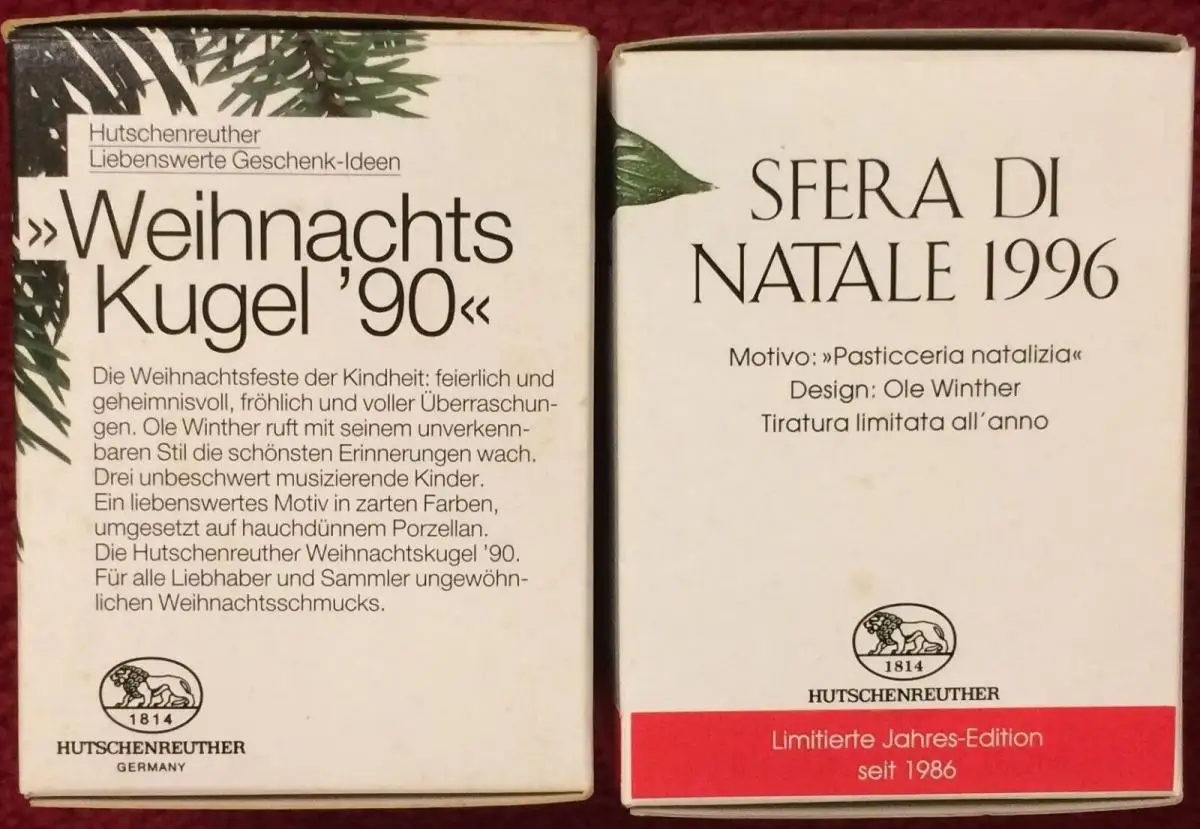 Hutschenreuther
Liebenswerte Geschenk-Ideen
»Weihnachts
Kugel ’90«
Die Weihnachtsfeste der Kindheit: feierlich und
geheimnisvoll, fröhlich und voller Überraschun-
gen. Ole Winther ruft mit seinem unverkenn-
baren Stil die schönsten Erinnerungen wach.
Drei unbeschwert musizierende Kinder.
Ein liebenswertes Motiv in zarten Farben,
umgesetzt auf hauchdünnem Porzellan.
Die Hutschenreuther Weihnachtskugel ’90.
Für alle Liebhaber und Sammler ungewöhn-
lichen Weihnachtsschmucks.
1814
HUTSCHENREUTHER
GERMANY
SFERA DI
NATALE 1996
Motivo: »Pasticceria natalizia«
Design: Ole Winther
Tiratura limitata all´anno
1814
HUTSCHENREUTHER
Limitierte Jahres-Edition
seit 1986